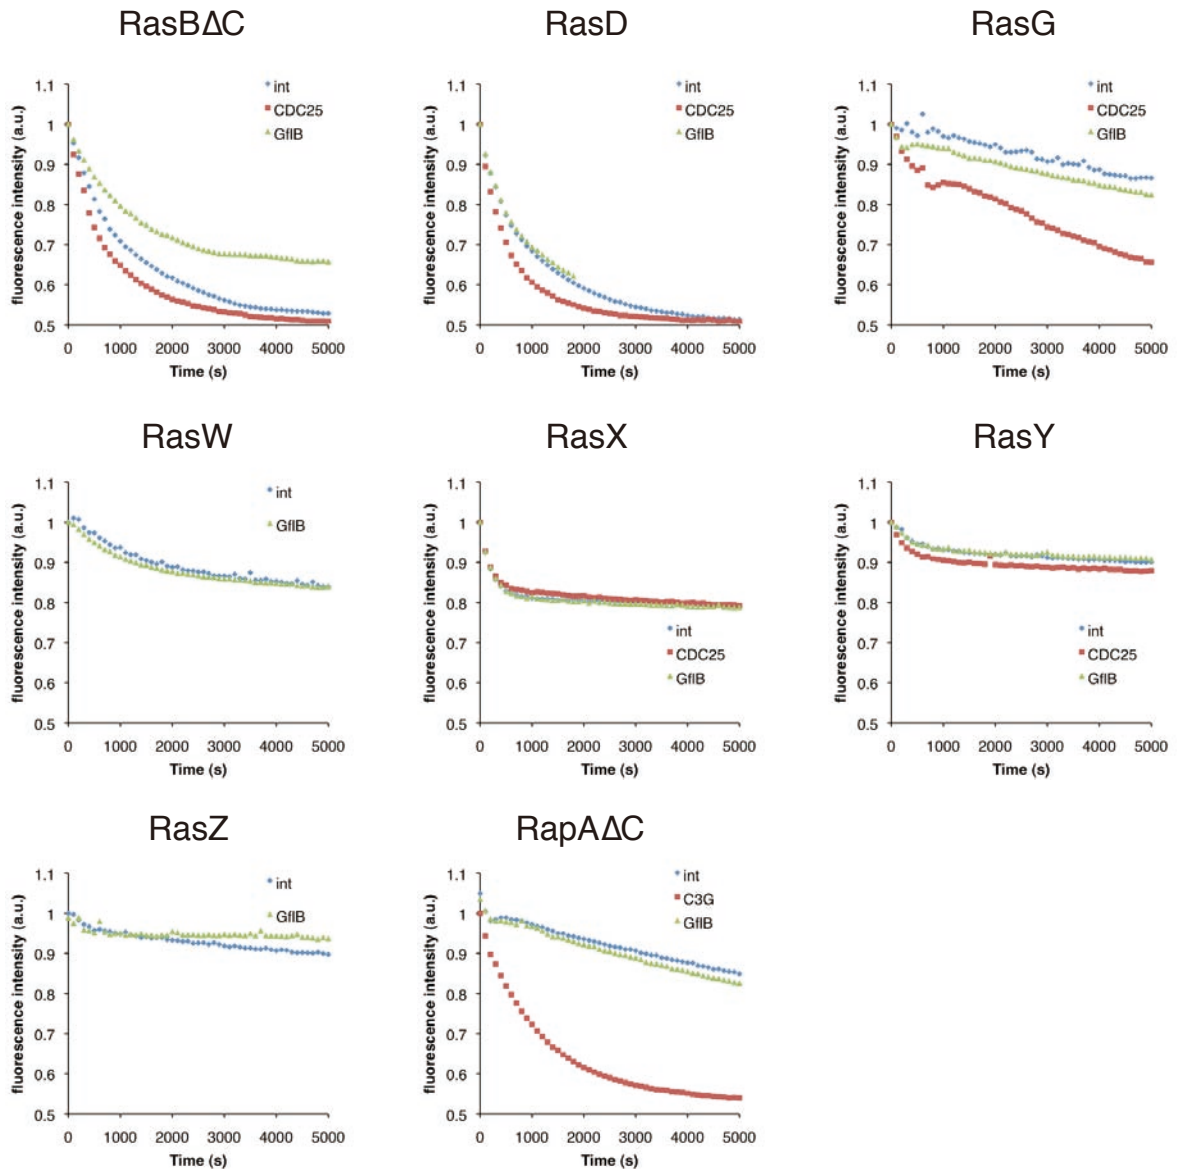 RasBΔC
RasD
RasG
1.1
1
0.9
0.8
0.7
0.6
0.5
fluorescence intensity (a.u.)
int
CDC25
GflB
0 1000 2000 3000 4000 5000
Time (s)
1.1
1
0.9
0.8
0.7
0.6
0.5
fluorescence intensity (a.u.)
int
CDC25
GflB
0 1000 2000 3000 4000 5000
Time (s)
1.1
1
0.9
0.8
0.7
0.6
0.5
fluorescence intensity (a.u.)
int
CDC25
GflB
0 1000 2000 3000 4000 5000
Time (s)
RasW
RasX
RasY
1.1
1
0.9
0.8
0.7
0.6
0.5
fluorescence intensity (a.u.)
int
GflB
0 1000 2000 3000 4000 5000
Time (s)
1.1
1
0.9
0.8
0.7
0.6
0.5
fluorescence intensity (a.u.)
int
CDC25
GflB
0 1000 2000 3000 4000 5000
Time (s)
1.1
1
0.9
0.8
0.7
0.6
0.5
fluorescence intensity (a.u.)
int
CDC25
GflB
0 1000 2000 3000 4000 5000
Time (s)
RasZ
RapAΔC
1.1
1
0.9
0.8
0.7
0.6
0.5
fluorescence intensity (a.u.)
int
GflB
0 1000 2000 3000 4000 5000
Time (s)
1.1
1
0.9
0.8
0.7
0.6
0.5
fluorescence intensity (a.u.)
int
C3G
GflB
0 1000 2000 3000 4000 5000
Time (s)